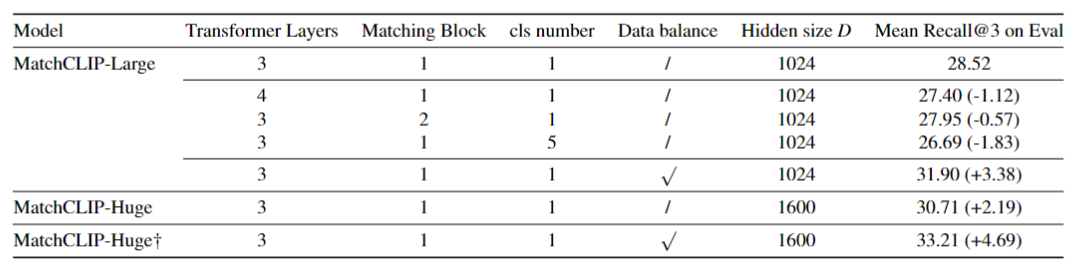 Model Transformer Layers Matching Block cls number Data balance Hidden size D Mean Recall@3 on Eval
MatchCLIP-Large 3 1 1 / 1024 28.52
4 1 1 / 1024 27.40 (-1.12)
3 2 1 / 1024 27.95 (-0.57)
3 1 5 / 1024 26.69 (-1.83)
3 1 1 √ 1024 31.90 (+3.38)
MatchCLIP-Huge 3 1 1 / 1600 30.71 (+2.19)
MatchCLIP-Huge† 3 1 1 √ 1600 33.21 (+4.69)